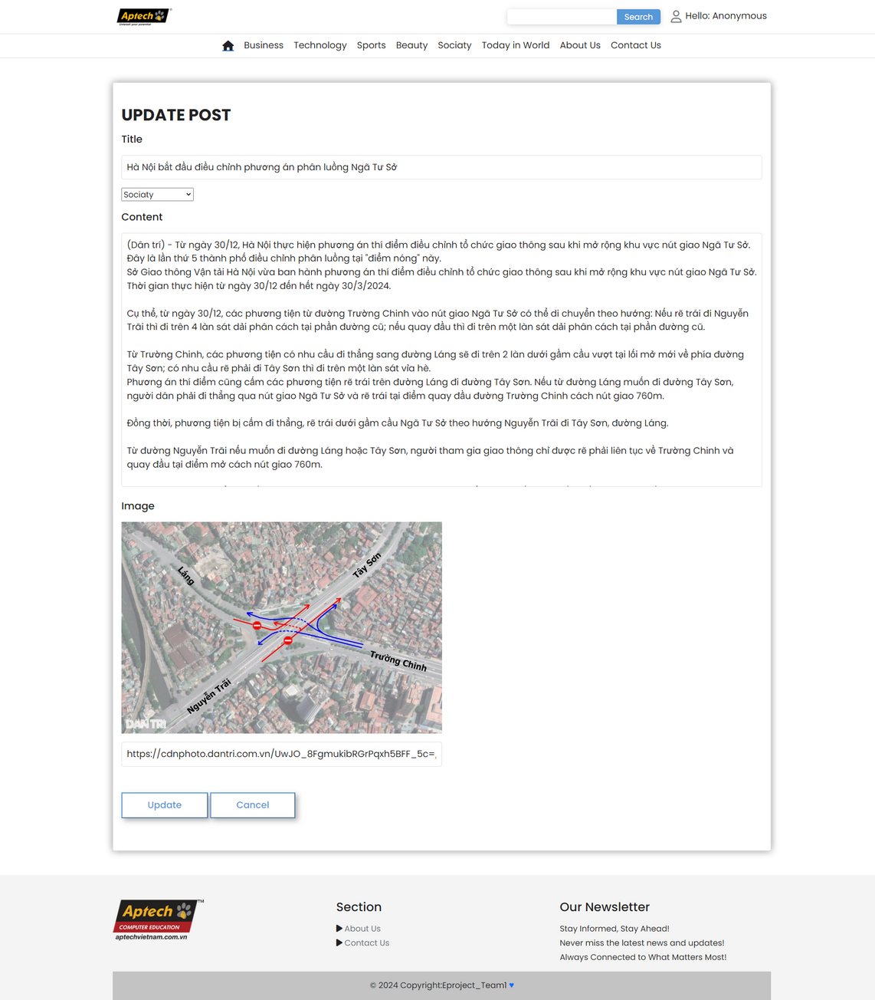 Aptech
Unleash your potential
Search
Hello: Anonymous
Business Technology Sports Beauty Sociaty Today in World About Us Contact Us
UPDATE POST
Title
Hà Nội bắt đầu điều chỉnh phương án phân luồng Ngã Tư Sở
Sociaty
Content
(Dân trí) - Từ ngày 30/12, Hà Nội thực hiện phương án thí điểm điều chỉnh tổ chức giao thông sau khi mở rộng khu vực nút giao Ngã Tư Sở.
Đây là lần thứ 5 thành phố điều chỉnh phân luồng tại "điểm nóng" này.
Sở Giao thông Vận tải Hà Nội vừa ban hành phương án thí điểm điều chỉnh tổ chức giao thông sau khi mở rộng khu vực nút giao Ngã Tư Sở.
Thời gian thực hiện từ ngày 30/12 đến hết ngày 30/3/2024.
Cụ thể, từ ngày 30/12, các phương tiện từ đường Trường Chinh vào nút giao Ngã Tư Sở có thể di chuyển theo hướng: Nếu rẽ trái đi Nguyễn
Trãi thì đi trên 4 làn sát dải phân cách tại phần đường cũ; nếu quay đầu thì đi trên một làn sát dải phân cách tại phần đường cũ.
Từ Trường Chinh, các phương tiện có nhu cầu đi thẳng sang đường Láng sẽ đi trên 2 làn dưới gầm cầu vượt tại lối mở mới về phía đường
Tây Sơn; có nhu cầu rẽ phải đi Tây Sơn thì đi trên một làn sát vỉa hè.
Phương án thí điểm cũng cấm các phương tiện rẽ trái trên đường Láng đi đường Tây Sơn. Nếu từ đường Láng muốn đi đường Tây Sơn,
người dân phải đi thẳng qua nút giao Ngã Tư Sở và rẽ trái tại điểm quay đầu đường Trường Chinh cách nút giao 760m.
Đồng thời, phương tiện bị cấm đi thẳng, rẽ trái dưới gầm cầu Ngã Tư Sở theo hướng Nguyễn Trãi đi Tây Sơn, đường Láng.
Từ đường Nguyễn Trãi nếu muốn đi đường Láng hoặc Tây Sơn, người tham gia giao thông chỉ được rẽ phải liên tục về Trường Chinh và
quay đầu tại điểm mở cách nút giao 760m.
Image
Láng
Tây Sơn
Trường Chinh
Nguyễn Trãi
DÂN TRÍ
https://cdnphoto.dantri.com.vn/UwJO_8FgmukibRGrPqxh5BFF_5c=,
Update
Cancel
Aptech TM
COMPUTER EDUCATION
aptechvietnam.com.vn
Section
About Us
Contact Us
Our Newsletter
Stay Informed, Stay Ahead!
Never miss the latest news and updates!
Always Connected to What Matters Most!
© 2024 Copyright:Eproject_Team1 ♥